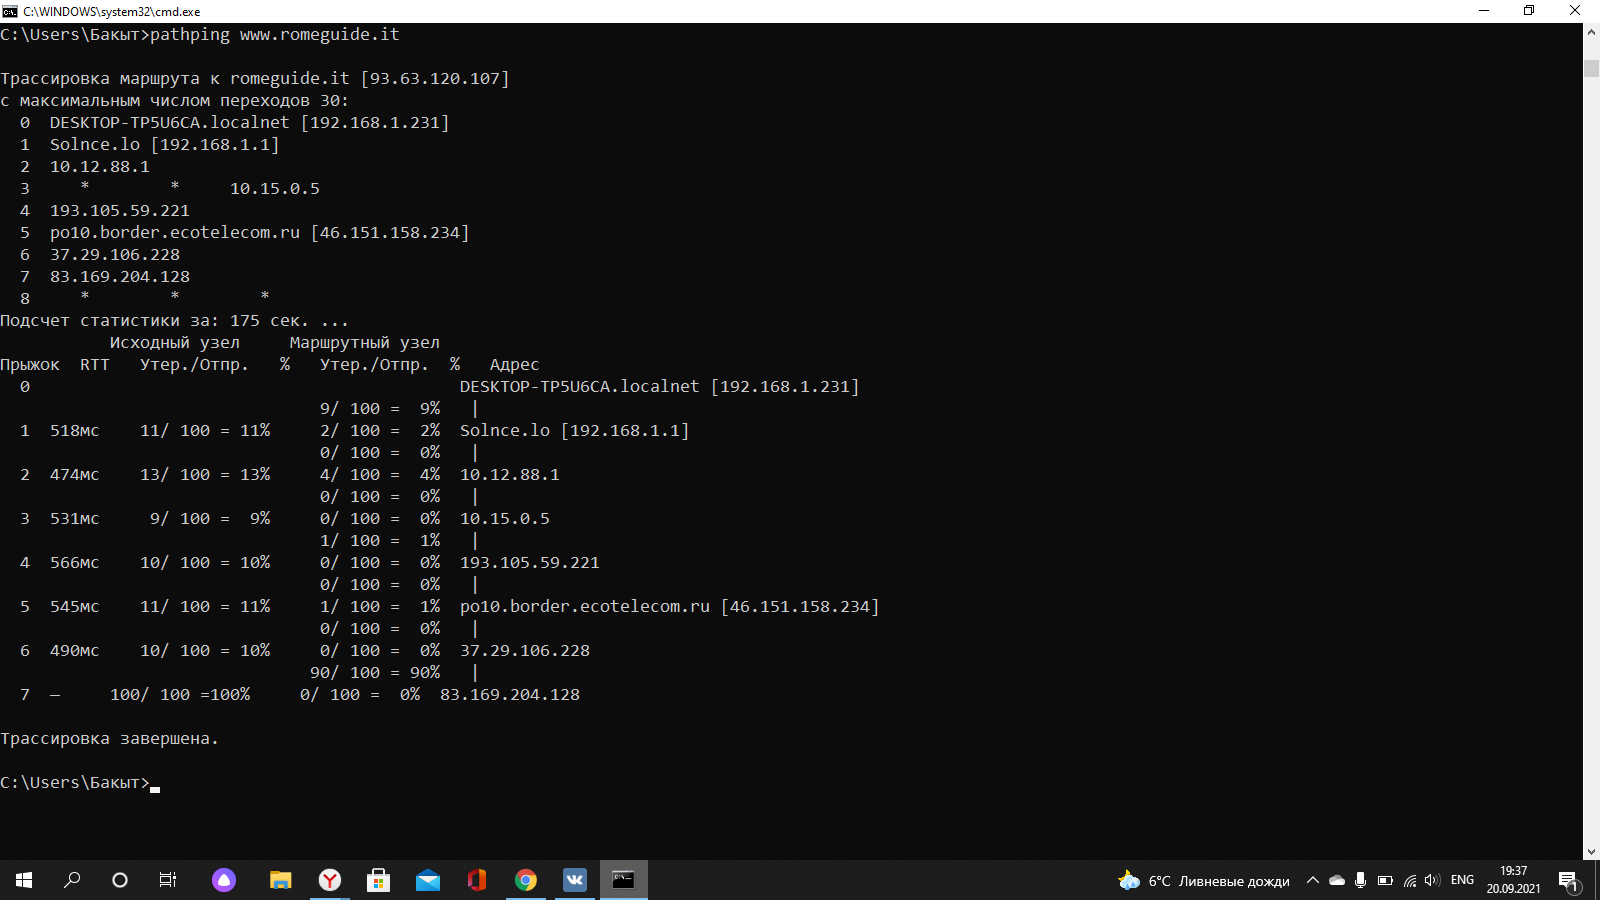 C:\WINDOWS\system32\cmd.exe
C:\Users\Бакыт>pathping www.romeguide.it
Трассировка маршрута к romeguide.it [93.63.120.107]
с максимальным числом переходов 30:
0 DESKTOP-TP5U6CA.localnet [192.168.1.231]
1 Solnce.lo [192.168.1.1]
2 10.12.88.1
3 * * 10.15.0.5
4 193.105.59.221
5 po10.border.ecotelecom.ru [46.151.158.234]
6 37.29.106.228
7 83.169.204.128
8 * * *
Подсчет статистики за: 175 сек. ...
Исходный узел Маршрутный узел
Прыжок RTT Утер./Отпр. % Утер./Отпр. % Адрес
0 DESKTOP-TP5U6CA.localnet [192.168.1.231]
9/ 100 = 9% |
1 518мс 11/ 100 = 11% 2/ 100 = 2% Solnce.lo [192.168.1.1]
0/ 100 = 0% |
2 474мс 13/ 100 = 13% 4/ 100 = 4% 10.12.88.1
0/ 100 = 0% |
3 531мс 9/ 100 = 9% 0/ 100 = 0% 10.15.0.5
1/ 100 = 1% |
4 566мс 10/ 100 = 10% 0/ 100 = 0% 193.105.59.221
0/ 100 = 0% |
5 545мс 11/ 100 = 11% 1/ 100 = 1% po10.border.ecotelecom.ru [46.151.158.234]
0/ 100 = 0% |
6 490мс 10/ 100 = 10% 0/ 100 = 0% 37.29.106.228
90/ 100 = 90% |
7 — 100/ 100 =100% 0/ 100 = 0% 83.169.204.128
Трассировка завершена.
C:\Users\Бакыт>
6°C Ливневые дожди ENG 19:37
20.09.2021
1